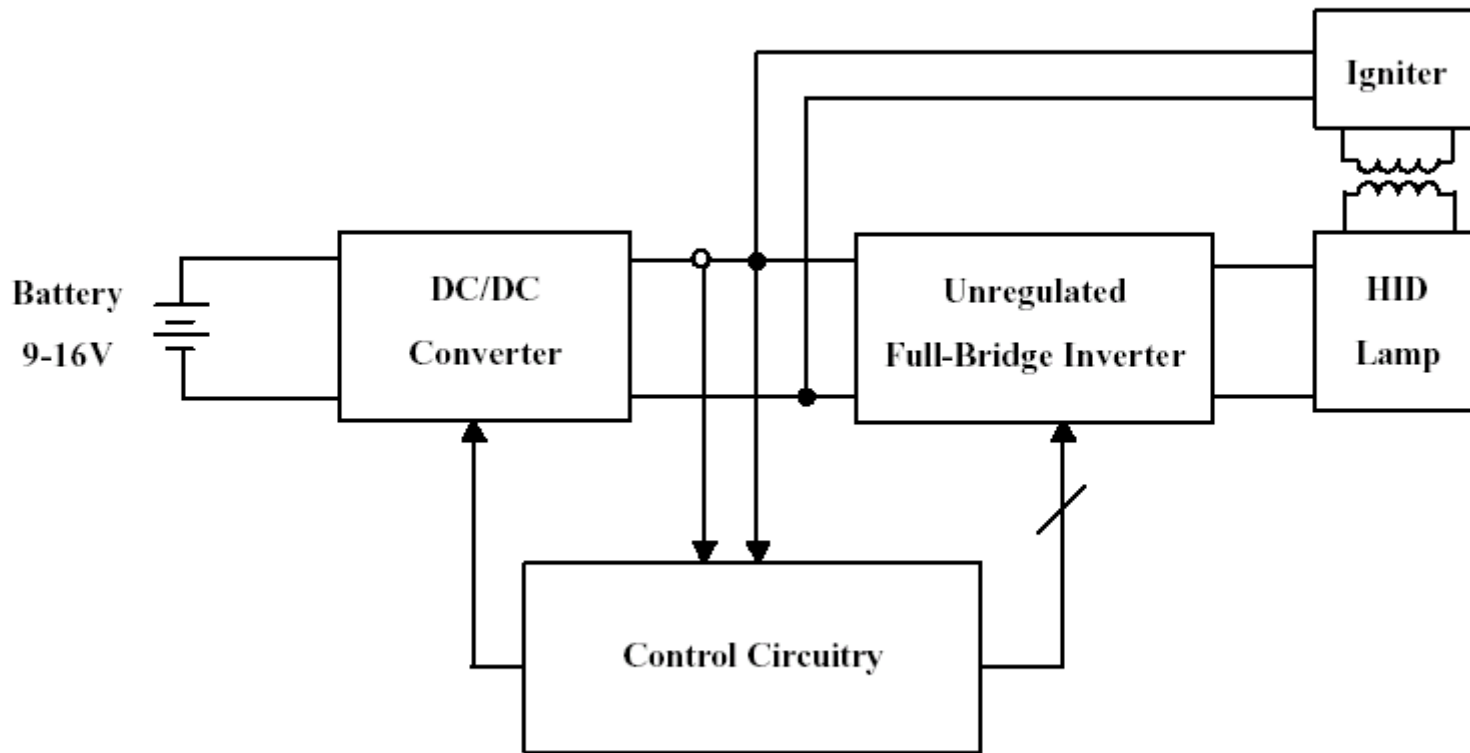 Igniter
Battery
9-16V
DC/DC
Converter
Unregulated
Full-Bridge Inverter
HID
Lamp
Control Circuitry